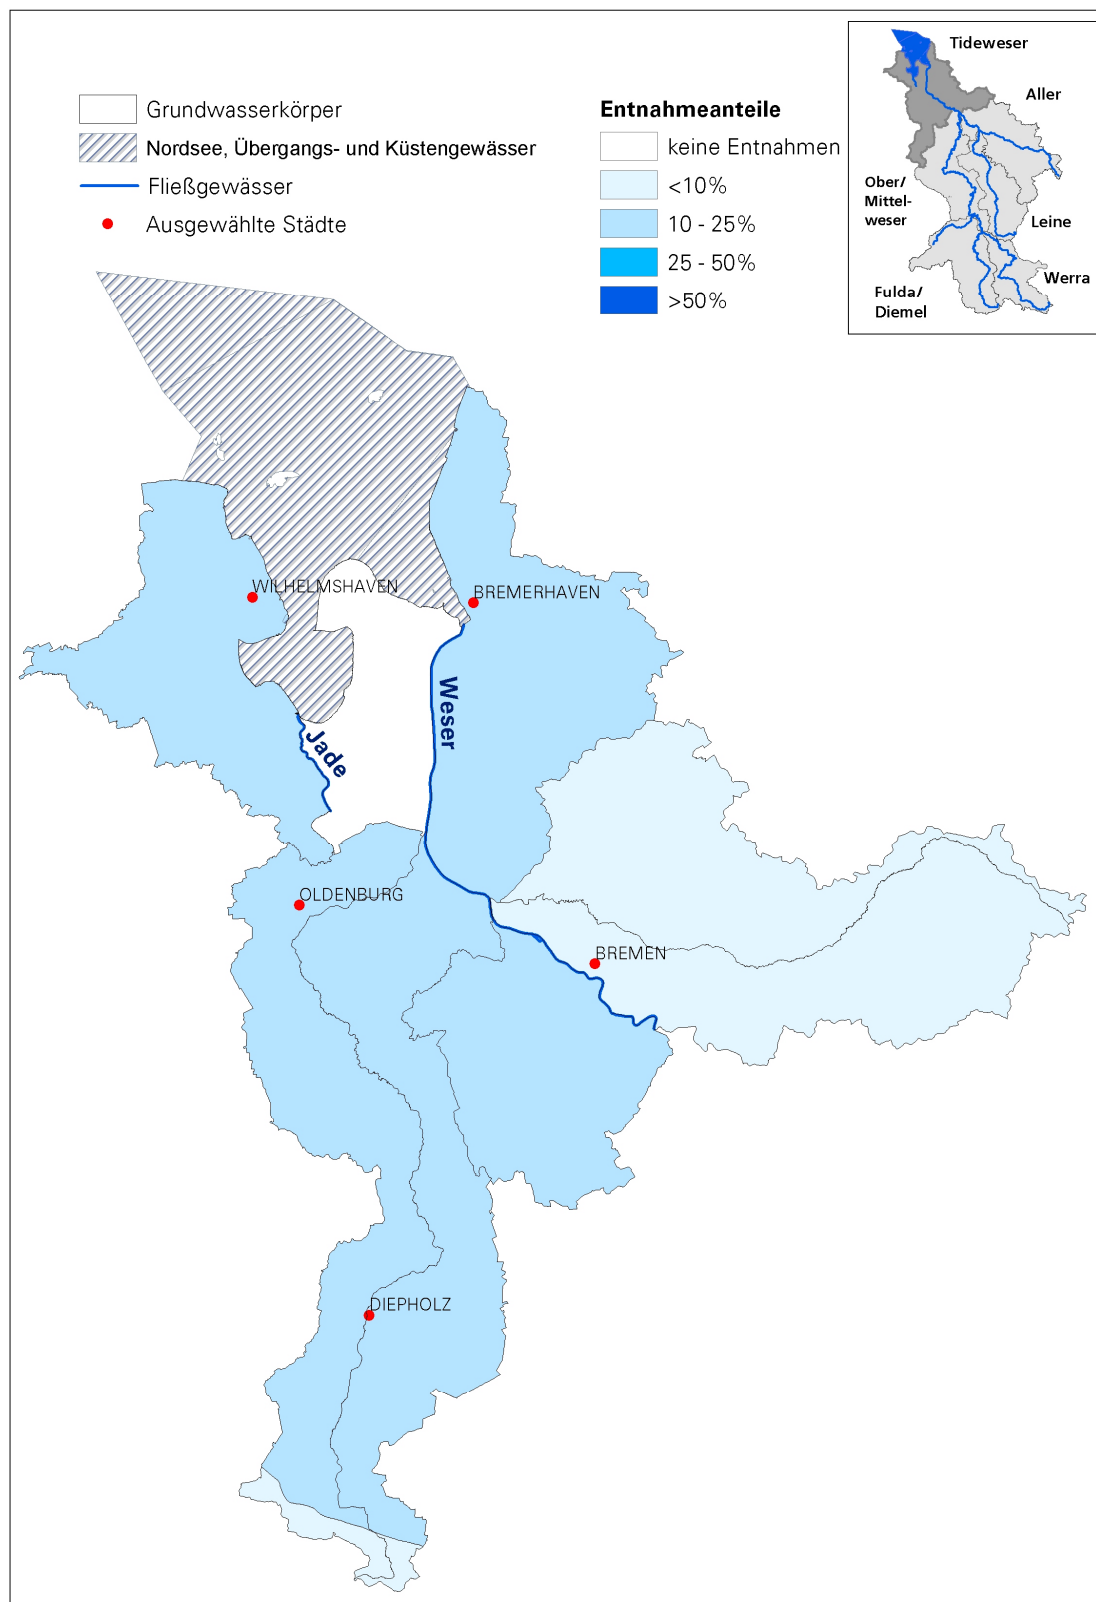 Grundwasserkörper
Nordsee, Übergangs- und Küstengewässer
Fließgewässer
Ausgewählte Städte
Entnahmeanteile
keine Entnahmen
<10%
10 - 25%
25 - 50%
>50%
Tideweser
Aller
Ober/
Mittel-
weser
Leine
Werra
Fulda/
Diemel
WILHELMSHAVEN
BREMERHAVEN
Weser
Jade
OLDENBURG
BREMEN
DIEPHOLZ